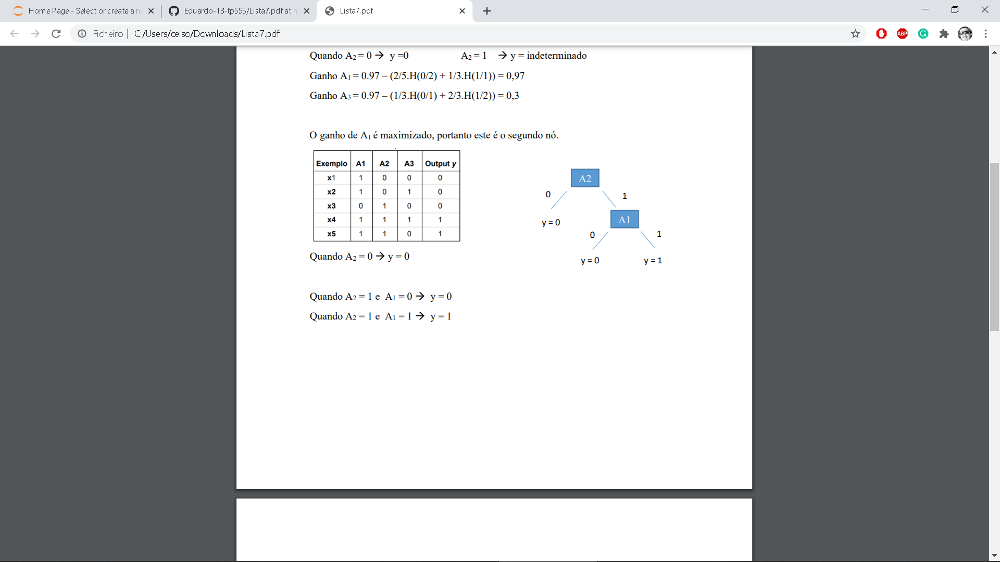 Home Page - Select or create a n
Eduardo-13-tp555/Lista7.pdf at m
Lista7.pdf
Ficheiro | C:/Users/celso/Downloads/Lista7.pdf
ABP
Quando A2 = 0 → y =0 A2 = 1 → y = indeterminado
Ganho A1 = 0.97 – (2/5.H(0/2) + 1/3.H(1/1)) = 0,97
Ganho A3 = 0.97 – (1/3.H(0/1) + 2/3.H(1/2)) = 0,3
O ganho de A1 é maximizado, portanto este é o segundo nó.
Exemplo A1 A2 A3 Output y
x1 1 0 0 0
x2 1 0 1 0
x3 0 1 0 0
x4 1 1 1 1
x5 1 1 0 1
A2
0 1
y = 0 A1
0 1
y = 0 y = 1
Quando A2 = 0 → y = 0
Quando A2 = 1 e A1 = 0 → y = 0
Quando A2 = 1 e A1 = 1 → y = 1